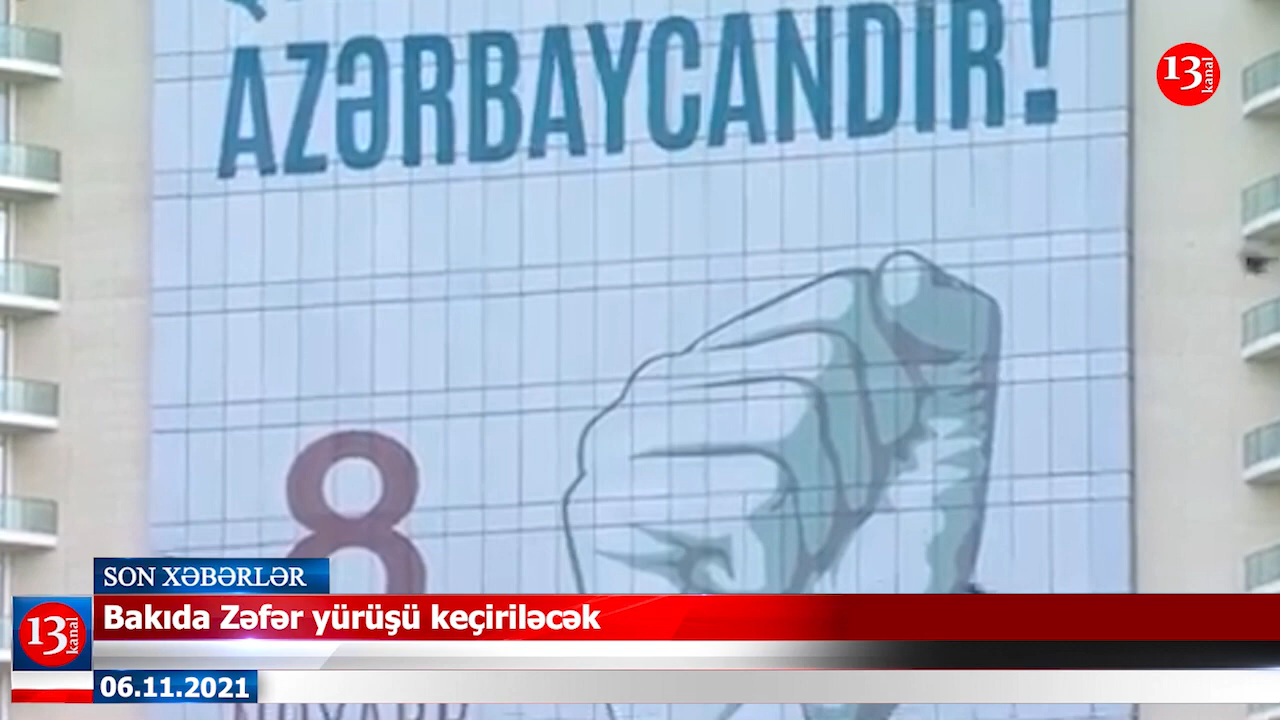 AZƏRBAYCANDIR!
13
kanal
8
SON XƏBƏRLƏR
Bakıda Zəfər yürüşü keçiriləcək
13
kanal
06.11.2021